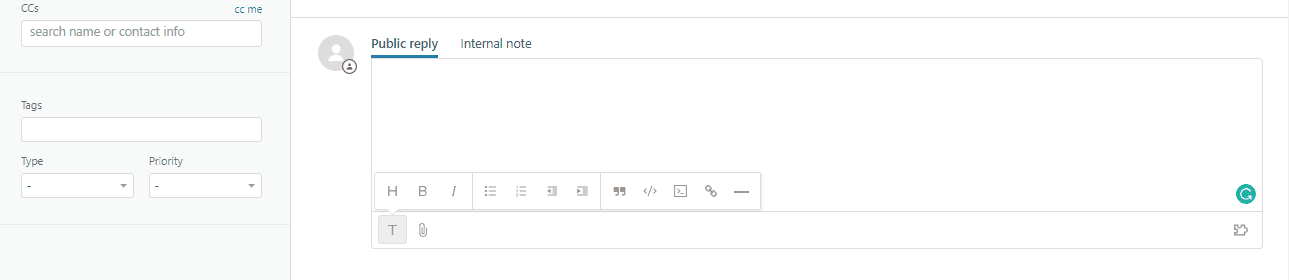 CCs
cc me
search name or contact info
Tags
Type
Priority
-
-
Public reply
Internal note
H B I
T